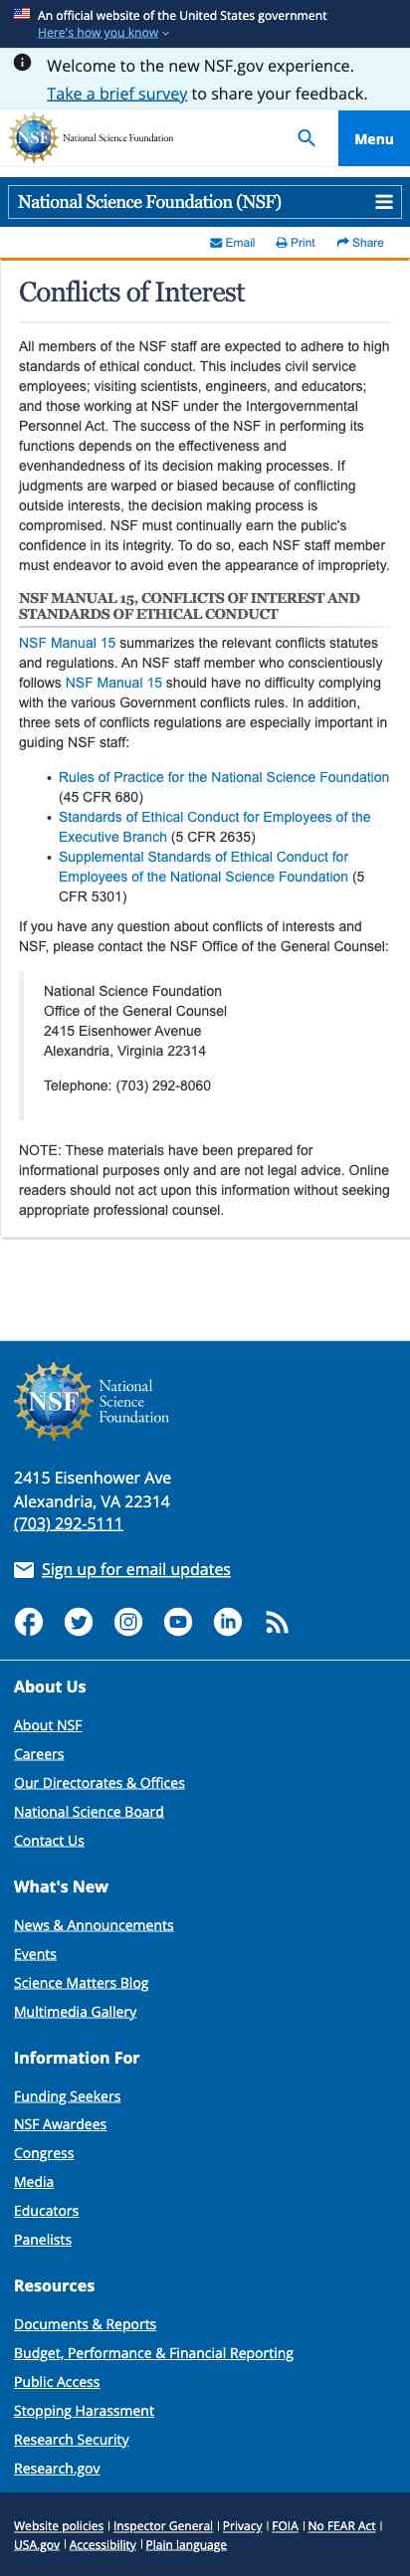 An official website of the United States government
Here's how you know
Welcome to the new NSF.gov experience.
Take a brief survey to share your feedback.
NSF
National Science Foundation
Menu
National Science Foundation (NSF)
Email Print Share
Conflicts of Interest
All members of the NSF staff are expected to adhere to high
standards of ethical conduct. This includes civil service
employees; visiting scientists, engineers, and educators;
and those working at NSF under the Intergovernmental
Personnel Act. The success of the NSF in performing its
functions depends on the effectiveness and
evenhandedness of its decision making processes. If
judgments are warped or biased because of conflicting
outside interests, the decision making process is
compromised. NSF must continually earn the public's
confidence in its integrity. To do so, each NSF staff member
must endeavor to avoid even the appearance of impropriety.
NSF MANUAL 15, CONFLICTS OF INTEREST AND
STANDARDS OF ETHICAL CONDUCT
NSF Manual 15 summarizes the relevant conflicts statutes
and regulations. An NSF staff member who conscientiously
follows NSF Manual 15 should have no difficulty complying
with the various Government conflicts rules. In addition,
three sets of conflicts regulations are especially important in
guiding NSF staff:
• Rules of Practice for the National Science Foundation
(45 CFR 680)
• Standards of Ethical Conduct for Employees of the
Executive Branch (5 CFR 2635)
• Supplemental Standards of Ethical Conduct for
Employees of the National Science Foundation (5
CFR 5301)
If you have any question about conflicts of interests and
NSF, please contact the NSF Office of the General Counsel:
National Science Foundation
Office of the General Counsel
2415 Eisenhower Avenue
Alexandria, Virginia 22314
Telephone: (703) 292-8060
NOTE: These materials have been prepared for
informational purposes only and are not legal advice. Online
readers should not act upon this information without seeking
appropriate professional counsel.
NSF
National
Science
Foundation
2415 Eisenhower Ave
Alexandria, VA 22314
(703) 292-5111
Sign up for email updates
About Us
About NSF
Careers
Our Directorates & Offices
National Science Board
Contact Us
What's New
News & Announcements
Events
Science Matters Blog
Multimedia Gallery
Information For
Funding Seekers
NSF Awardees
Congress
Media
Educators
Panelists
Resources
Documents & Reports
Budget, Performance & Financial Reporting
Public Access
Stopping Harassment
Research Security
Research.gov
Website policies | Inspector General | Privacy | FOIA | No FEAR Act |
USA.gov | Accessibility | Plain language